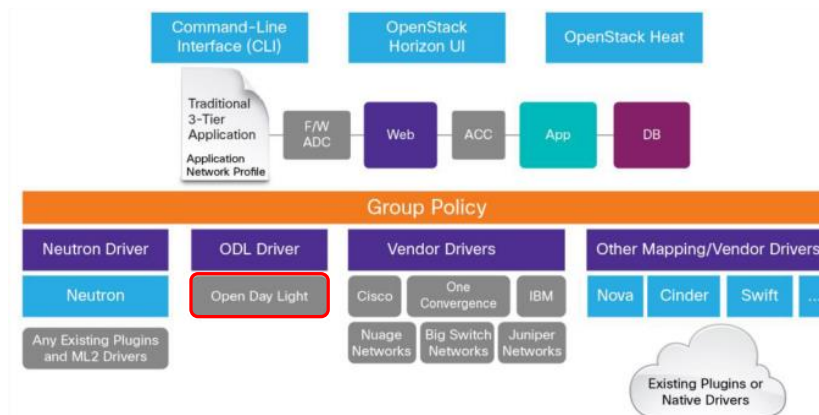 Command-Line
Interface (CLI)
OpenStack
Horizon UI
OpenStack Heat
Traditional
3-Tier
Application
Application
Network Profile
F/W
ADC
Web
ACC
App
DB
Group Policy
Neutron Driver
ODL Driver
Vendor Drivers
Other Mapping/Vendor Drivers
Neutron
Open Day Light
Cisco
One
Convergence
IBM
Nova
Cinder
Swift
...
Any Existing Plugins
and ML2 Drivers
Nuage
Networks
Big Switch
Networks
Juniper
Networks
Existing Plugins or
Native Drivers